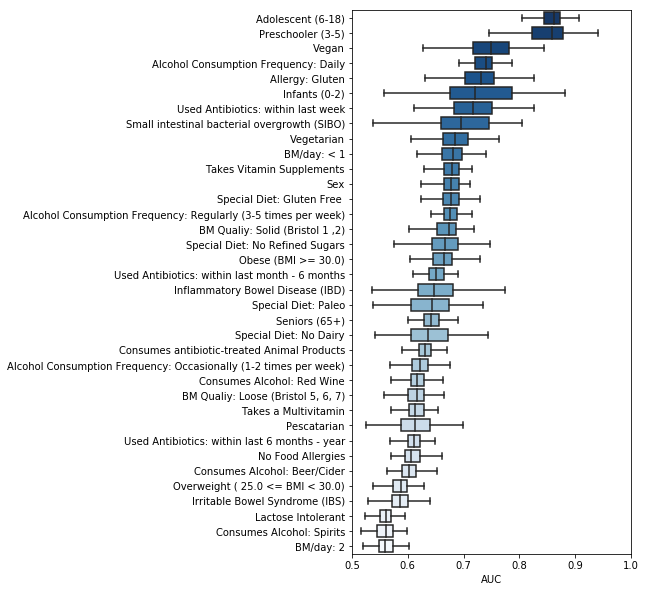 Adolescent (6-18)
Preschooler (3-5)
Vegan
Alcohol Consumption Frequency: Daily
Allergy: Gluten
Infants (0-2)
Used Antibiotics: within last week
Small intestinal bacterial overgrowth (SIBO)
Vegetarian
BM/day: < 1
Takes Vitamin Supplements
Sex
Special Diet: Gluten Free
Alcohol Consumption Frequency: Regularly (3-5 times per week)
BM Qualiy: Solid (Bristol 1 ,2)
Special Diet: No Refined Sugars
Obese (BMI >= 30.0)
Used Antibiotics: within last month - 6 months
Inflammatory Bowel Disease (IBD)
Special Diet: Paleo
Seniors (65+)
Special Diet: No Dairy
Consumes antibiotic-treated Animal Products
Alcohol Consumption Frequency: Occasionally (1-2 times per week)
Consumes Alcohol: Red Wine
BM Qualiy: Loose (Bristol 5, 6, 7)
Takes a Multivitamin
Pescatarian
Used Antibiotics: within last 6 months - year
No Food Allergies
Consumes Alcohol: Beer/Cider
Overweight ( 25.0 <= BMI < 30.0)
Irritable Bowel Syndrome (IBS)
Lactose Intolerant
Consumes Alcohol: Spirits
BM/day: 2
0.5 0.6 0.7 0.8 0.9 1.0
AUC